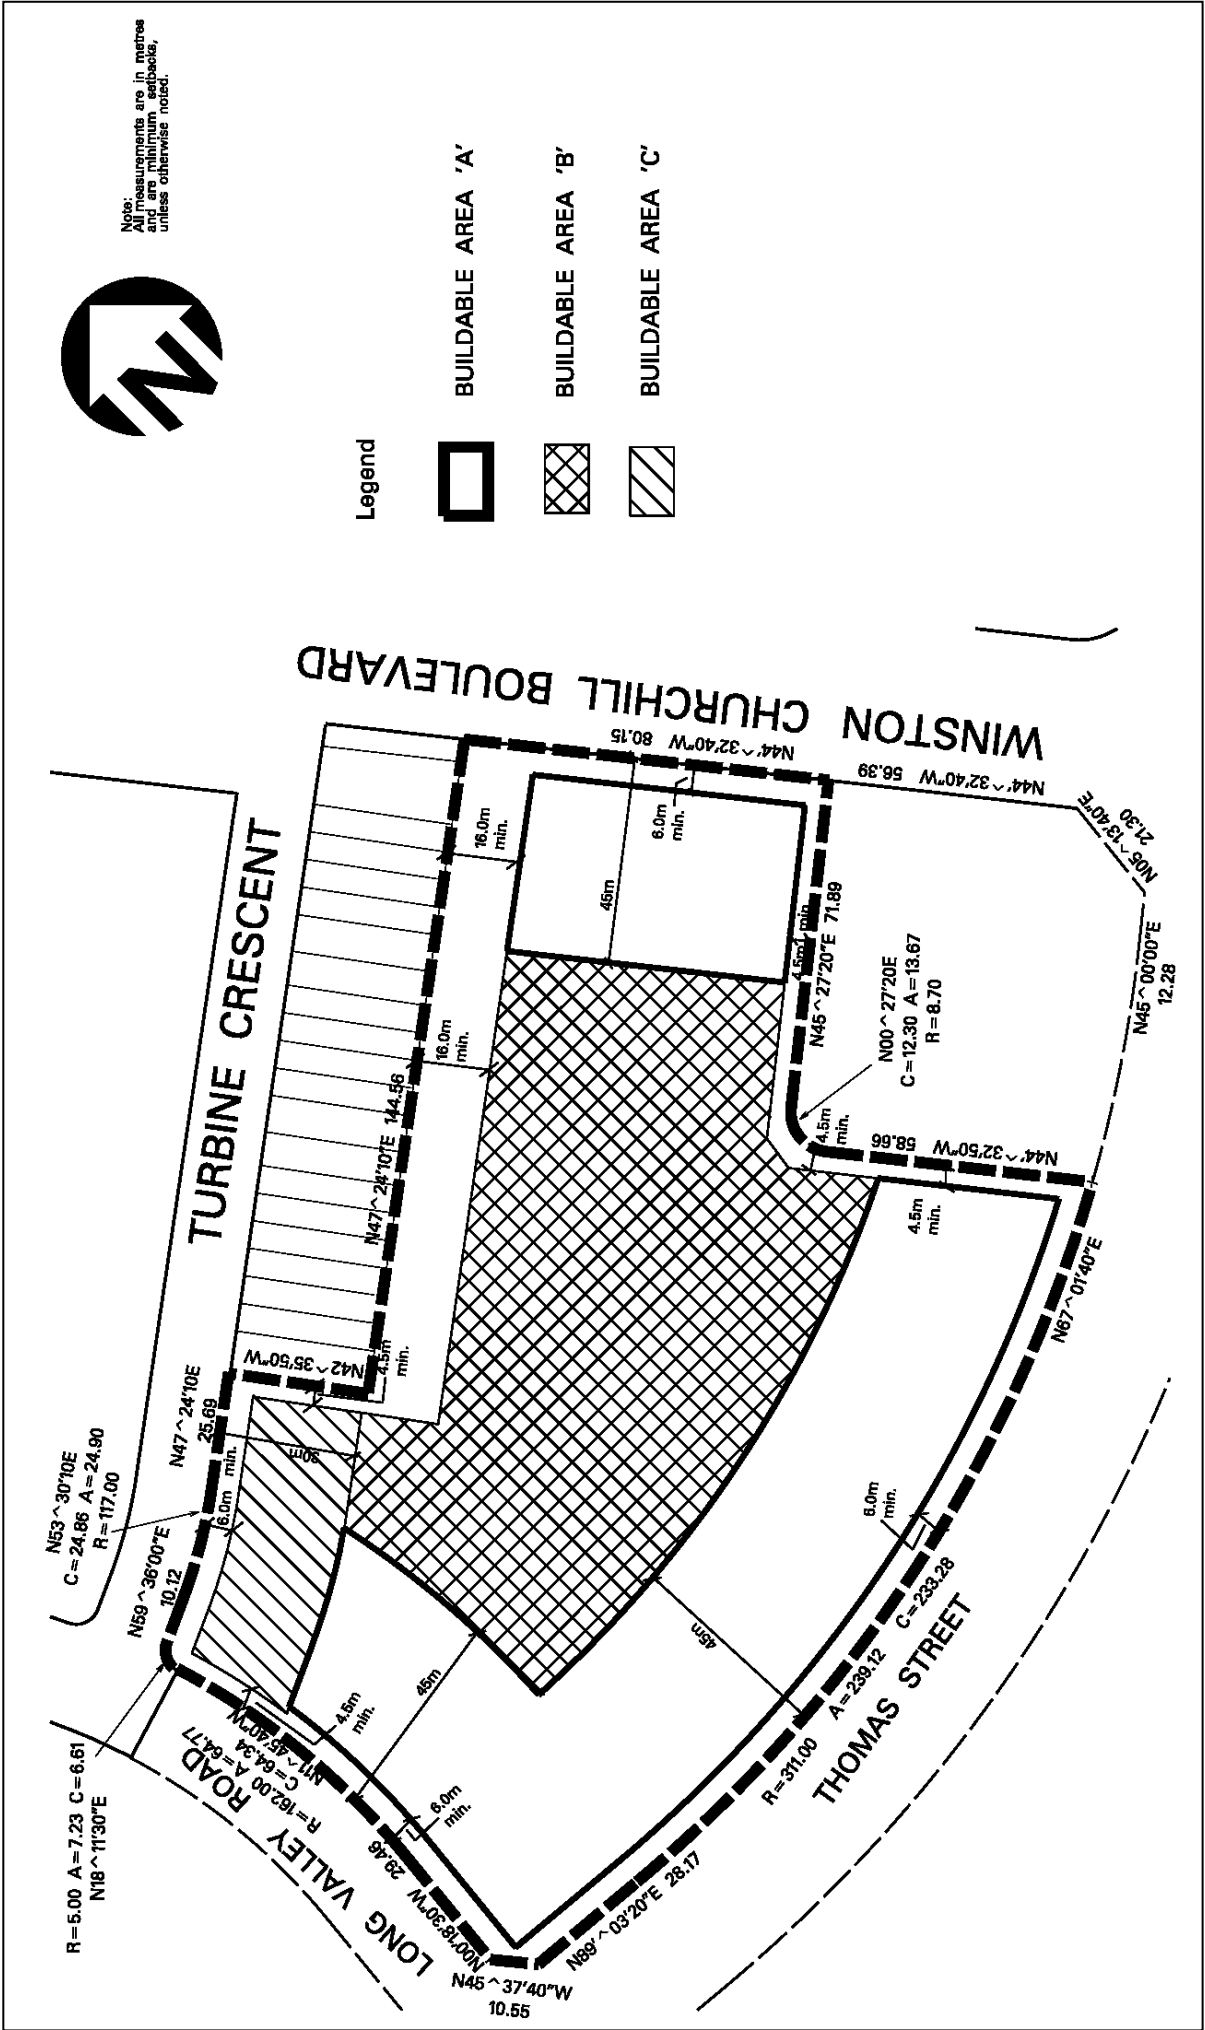 Note:
All measurements are in metres
and are minimum setbacks,
unless otherwise noted.
N
Legend
BUILDABLE AREA 'A'
BUILDABLE AREA 'B'
BUILDABLE AREA 'C'
TURBINE CRESCENT
WINSTON CHURCHILL BOULEVARD
THOMAS STREET
LONG VALLEY ROAD
R=5.00 A=7.23 C=6.61
N18^11'30"E
N59^36'00"E
10.12
N53^30'10E
C=24.86 A=24.90
R=117.00
N47^24'10E
25.69
6.0m
min.
30m
N42^35'50"W
4.5m
min.
N47^24'10"E 144.56
16.0m
min.
16.0m
min.
N44'^32'40"W 80.15
6.0m
min.
45m
N44'^32'40"W 56.39
N05^13'40"E
21.30
N45^00'00"E
12.28
4.5m
min.
N45^27'20"E 71.89
N00^27'20E
C=12.30 A=13.67
R=8.70
4.5m
min.
N44'^32'50"W 58.66
4.5m
min.
N67^01'40"E
6.0m
min.
45m
R=311.00 A=239.12 C=233.28
N89'^03'20"E 28.17
N45^37'40"W
10.55
N00'18'30"W 29.46
6.0m
min.
45m
4.5m
min.
N11^45'40"W
C=64.34
R=162.00 A=64.77